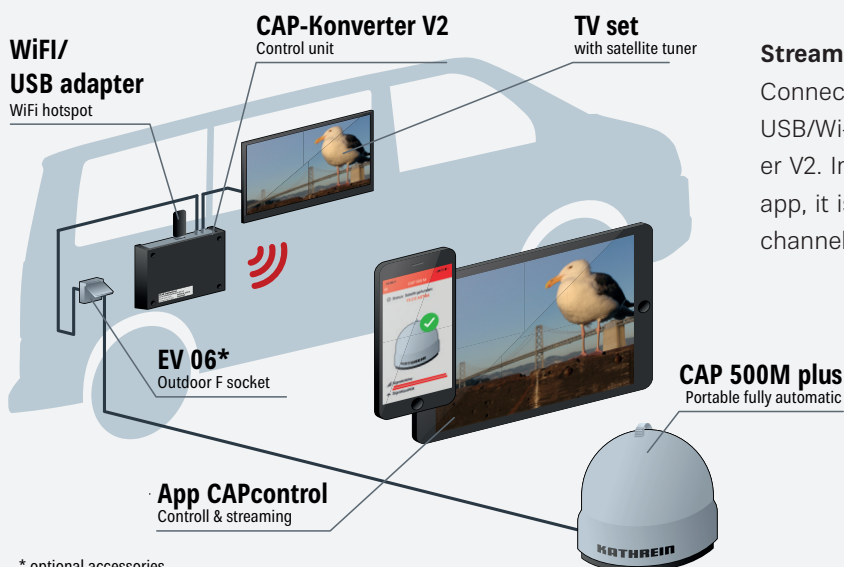 WiFI/
USB adapter
WiFi hotspot
CAP-Konverter V2
Control unit
TV set
with satellite tuner
Stream
Connec
USB/Wi-
er V2. In
app, it is
channel
EV 06*
Outdoor F socket
CAP 500M plus
Portable fully automatic
App CAPcontrol
Controll & streaming
KATHREIN
KATHREIN
* optional accessories